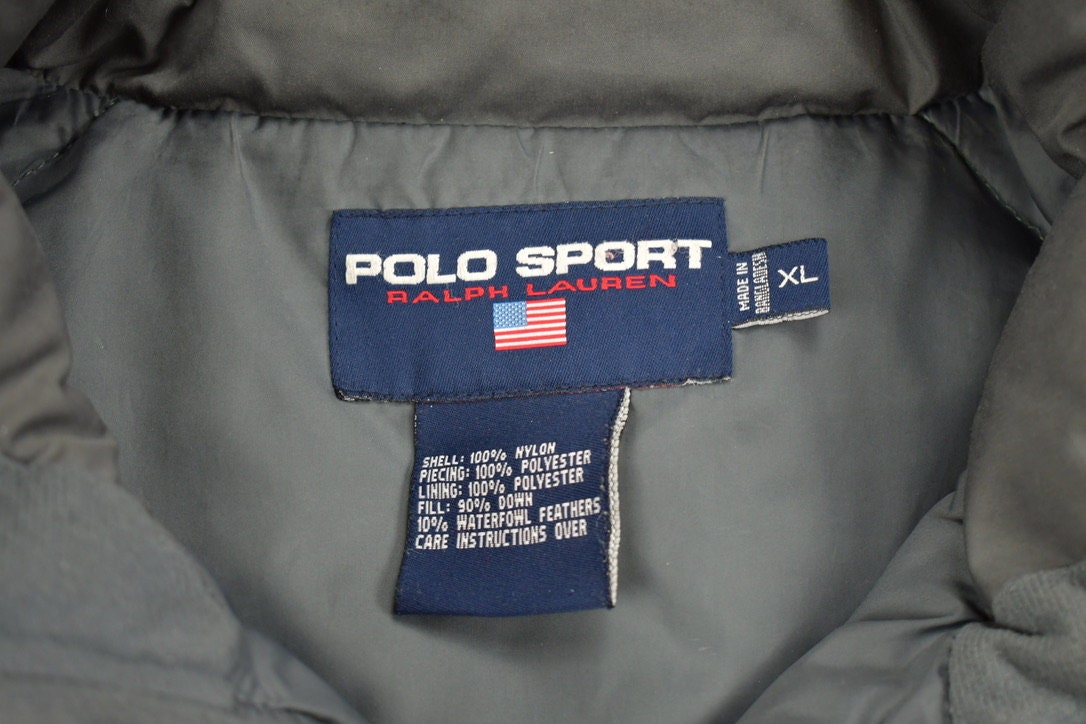 POLO SPORT
RALPH LAUREN
MADE IN
BANGLADESH
XL
SHELL: 100% NYLON
PIECING: 100% POLYESTER
LINING: 100% POLYESTER
FILL: 90% DOWN
10% WATERFOWL FEATHERS
CARE INSTRUCTIONS OVER